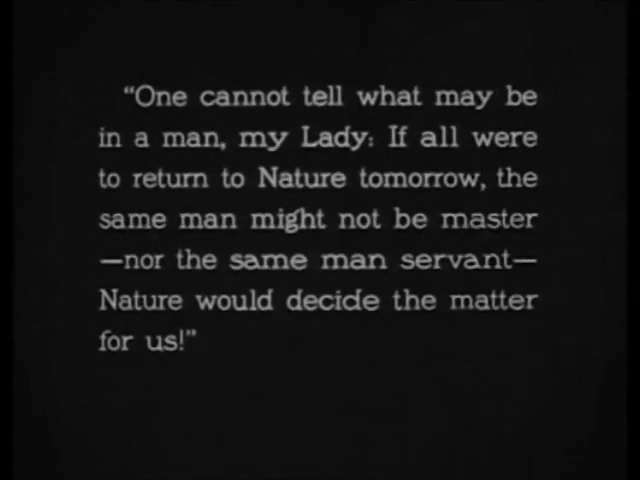 “One cannot tell what may be
in a man, my Lady: If all were
to return to Nature tomorrow, the
same man might not be master
—nor the same man servant—
Nature would decide the matter
for us!”